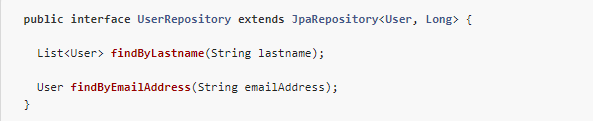 public interface UserRepository extends JpaRepository<User, Long> {
List<User> findByLastname(String lastname);
User findByEmailAddress(String emailAddress);
}